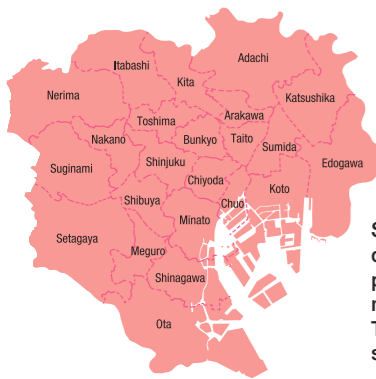 Adachi
Itabashi
Kita
Nerima
Katsushika
Toshima
Arakawa
Nakano
Bunkyo
Taito
Sumida
Suginami
Shinjuku
Edogawa
Chiyoda
Koto
Shibuya
Chuo
Minato
Setagaya
Meguro
Shinagawa
Ota